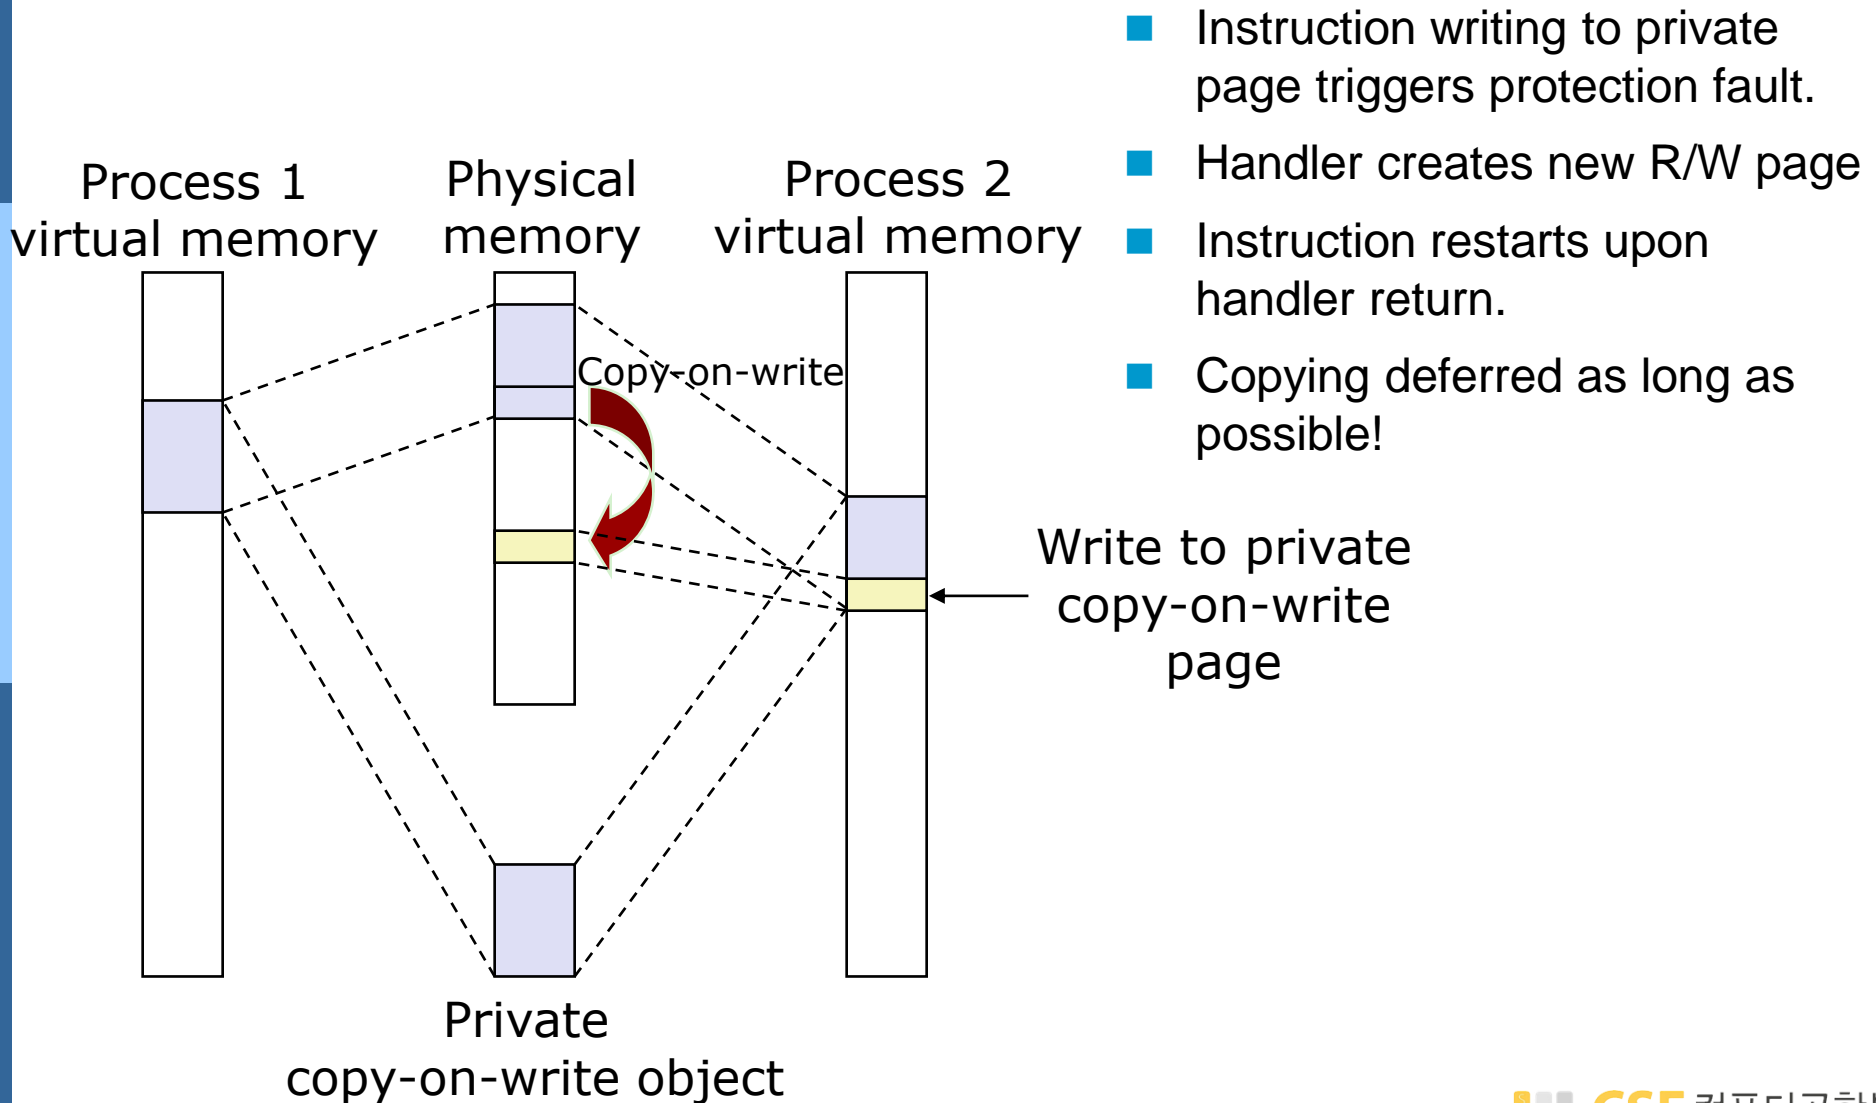 Instruction writing to private
page triggers protection fault.
Handler creates new R/W page
Instruction restarts upon
handler return.
Copying deferred as long as
possible!
Process 1
virtual memory
Physical
memory
Process 2
virtual memory
Copy-on-write
Write to private
copy-on-write
page
Private
copy-on-write object
CSE